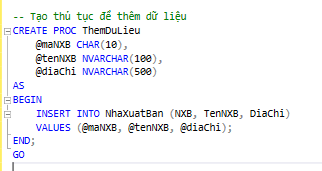 -- Tạo thủ tục để thêm dữ liệu
CREATE PROC ThemDuLieu
@maNXB CHAR(10),
@tenNXB NVARCHAR(100),
@diaChi NVARCHAR(500)
AS
BEGIN
INSERT INTO NhaXuatBan (NXB, TenNXB, DiaChi)
VALUES (@maNXB, @tenNXB, @diaChi);
END;
GO